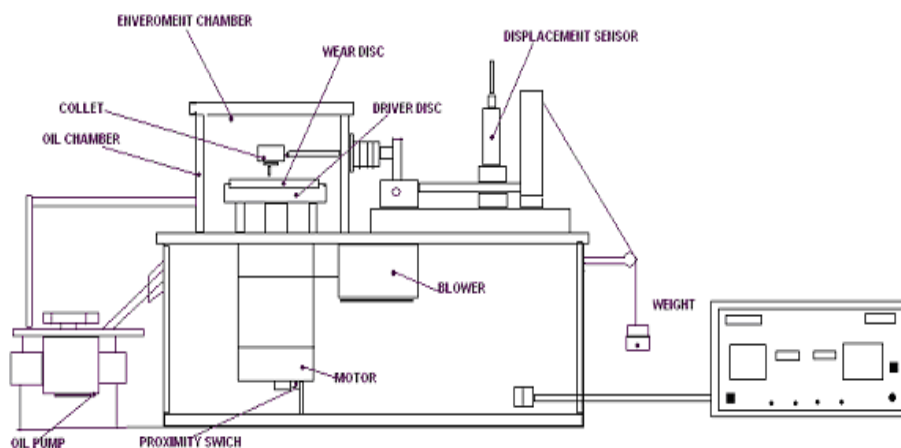 ENVEROMENT CHAMBER
DISPLACEMENT SENSOR
WEAR DISC
DRIVER DISC
COLLET
OIL CHAMBER
BLOWER
WEIGHT
MOTOR
OIL PUMP
PROXIMITY SWICH